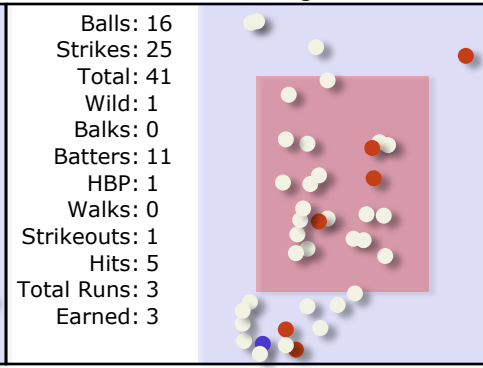 Balls: 16
Strikes: 25
Total: 41
Wild: 1
Balks: 0
Batters: 11
HBP: 1
Walks: 0
Strikeouts: 1
Hits: 5
Total Runs: 3
Earned: 3